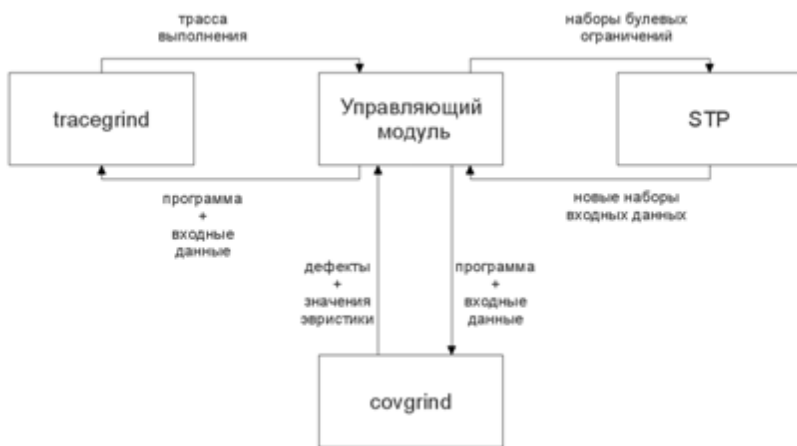 трасса
выполнения
наборы булевых
ограничений
tracegrind
Управляющий
модуль
STP
программа
+
входные
данные
новые наборы
входных данных
дефекты
+
значения
эвристики
программа
+
входные
данные
covgrind